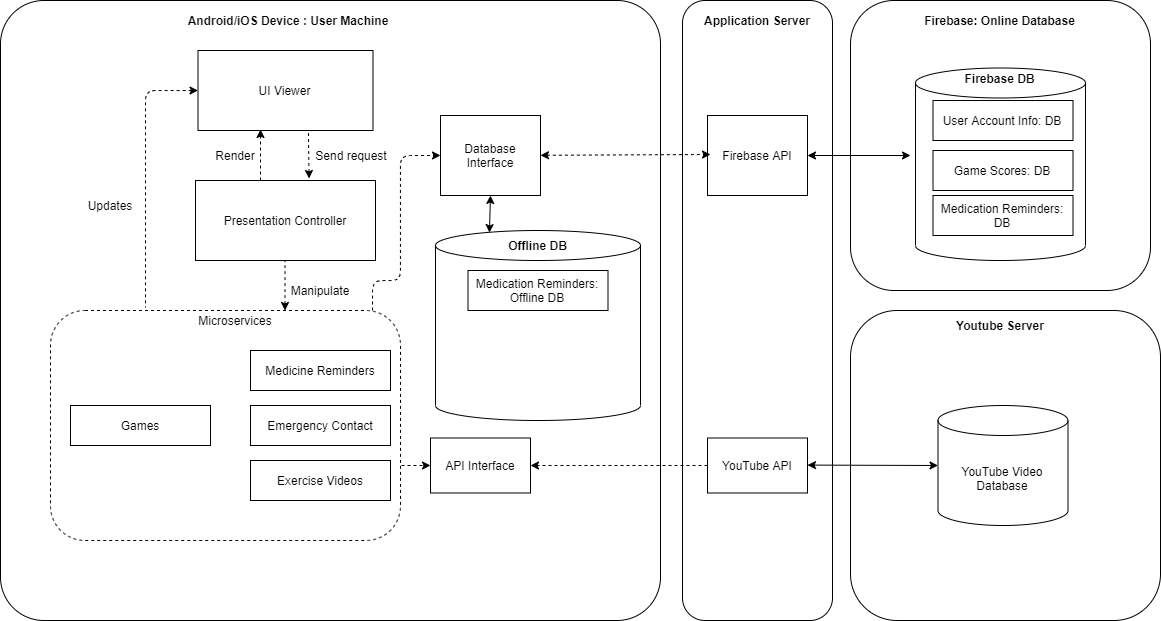 Android/iOS Device : User Machine
Application Server
Firebase: Online Database
UI Viewer
Firebase DB
User Account Info: DB
Game Scores: DB
Medication Reminders:
DB
Render
Send request
Database
Interface
Firebase API
Updates
Presentation Controller
Offline DB
Medication Reminders:
Offline DB
Manipulate
Microservices
Youtube Server
Medicine Reminders
Games
Emergency Contact
Exercise Videos
API Interface
YouTube API
YouTube Video
Database